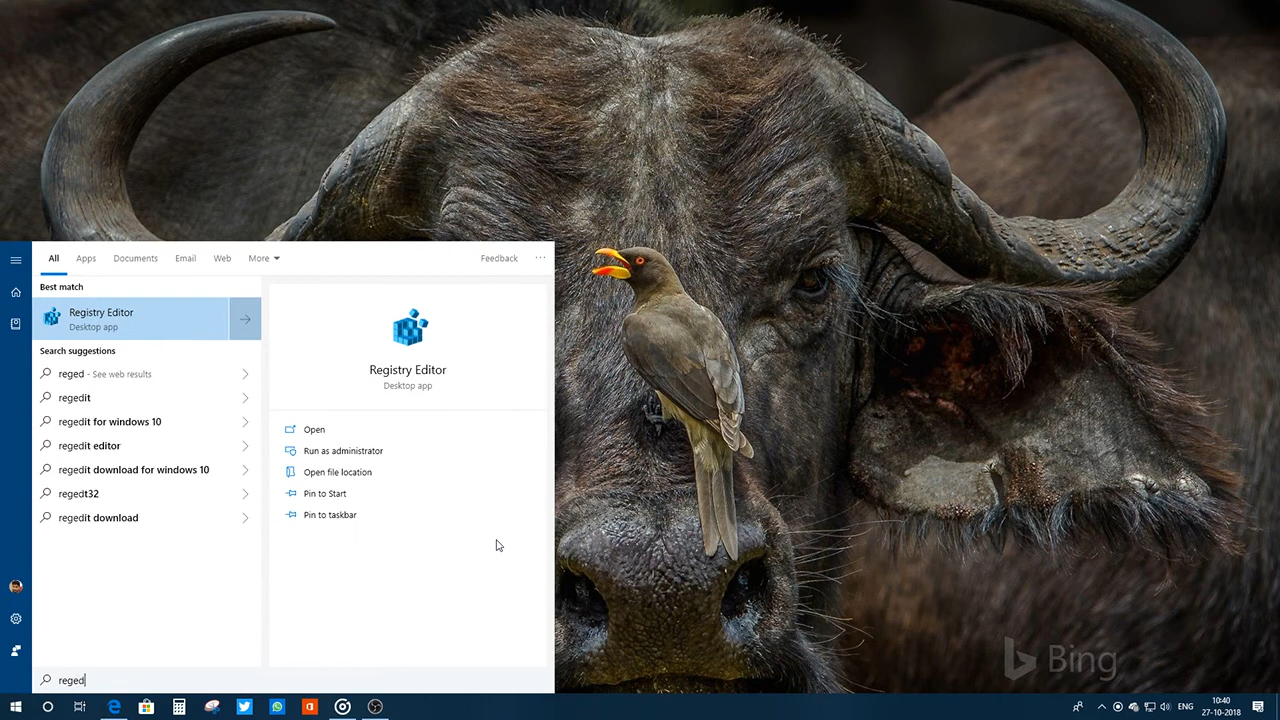 All Apps Documents Email Web More Feedback ...
Best match
Registry Editor
Desktop app
Search suggestions
reged - See web results
regedit
regedit for windows 10
regedit editor
regedit download for windows 10
regedt32
regedit download
Registry Editor
Desktop app
Open
Run as administrator
Open file location
Pin to Start
Pin to taskbar
reged
Bing
ENG
10:40
27-10-2018